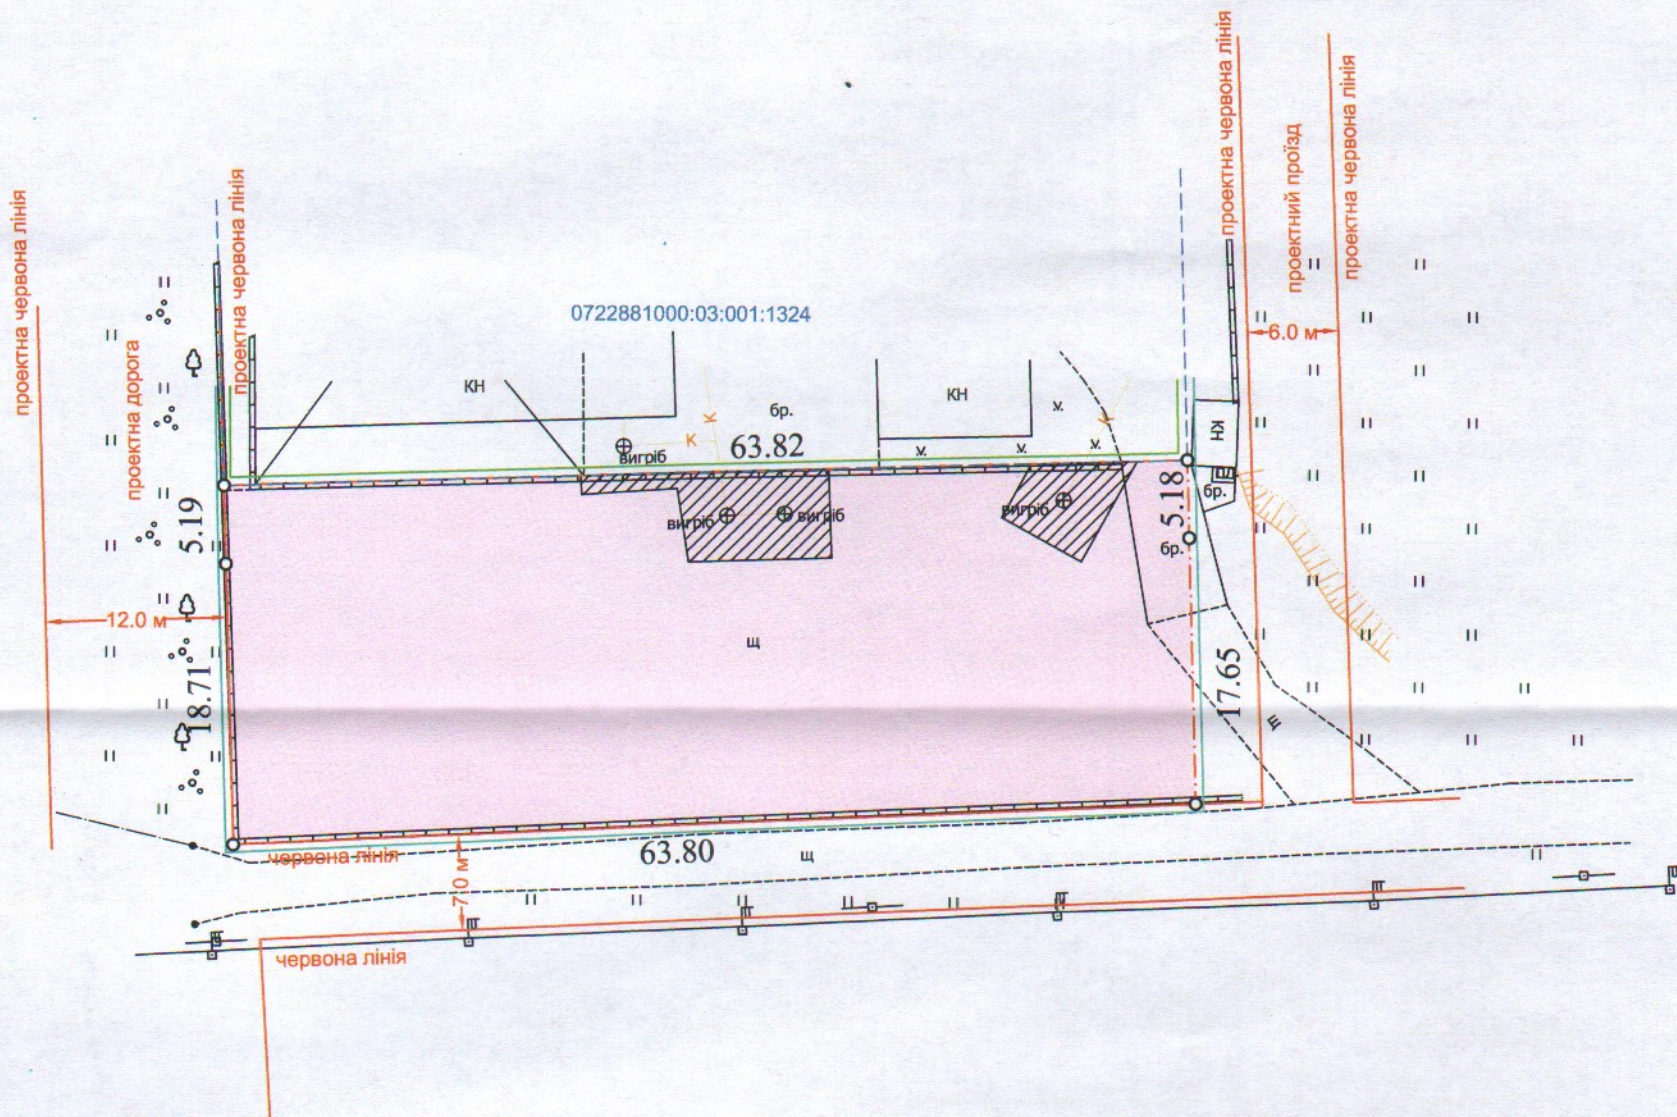 проектна червона лінія
проектна дорога
проектна червона лінія
проектна червона лінія
проектний проїзд
проектна червона лінія
0722881000:03:001:1324
6.0 м
КН
КН
бр.
К
К
К
63.82
v.
v.
v.
v.
КН
вигріб
вигріб
вигріб
вигріб
бр.
бр.
5.19
5.18
12.0 м
щ
18.71
17.65
щ
червона лінія
63.80
щ
7.0 м
червона лінія